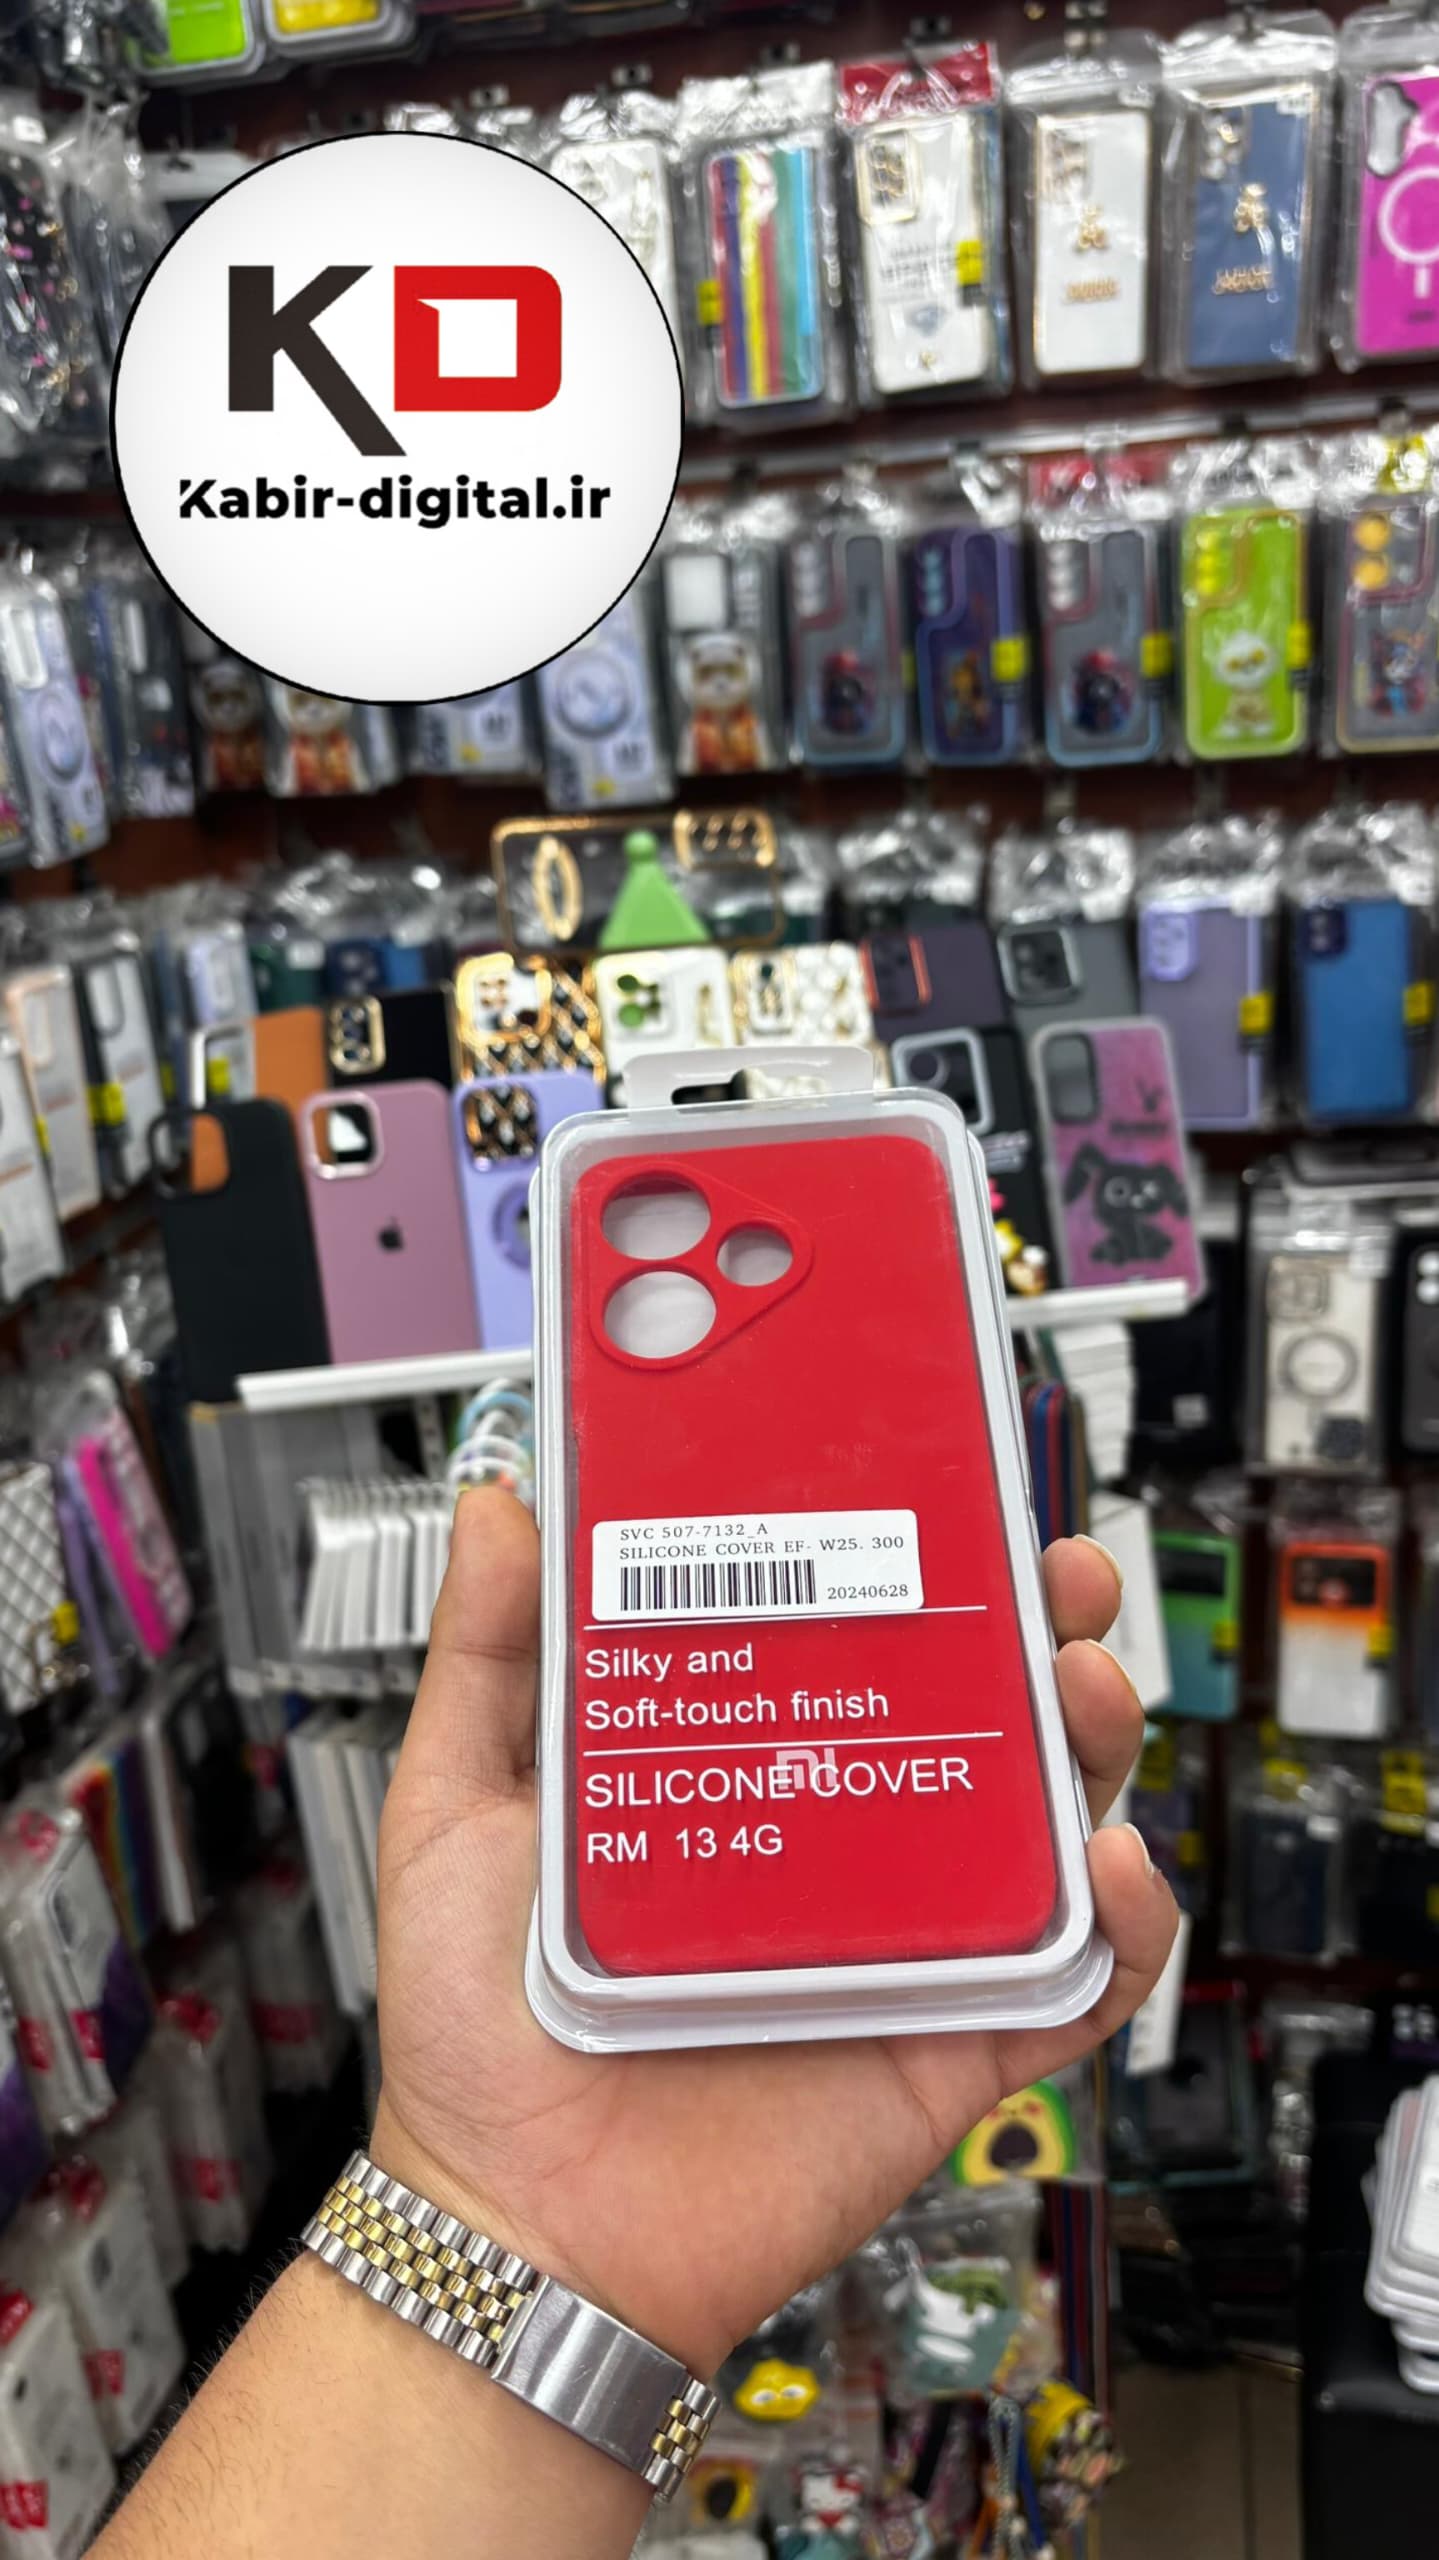 KD
Kabir-digital.ir
SVC 507-7132_A
SILICONE COVER EF- W25. 300
20240628
Silky and
Soft-touch finish
SILICONE COVER
RM 13 4G